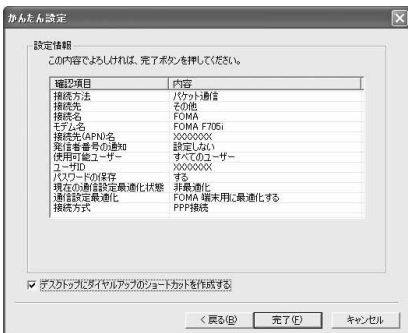 かんたん設定
設定情報
この内容でよろしければ、完了ボタンを押してください。
確認項目 内容
接続方法 パケット通信
接続先 その他
接続名 FOMA
モデム名 FOMA F705i
接続先(APN)名 XXXXXXX
発信者番号の通知 設定しない
使用可能ユーザー すべてのユーザー
ユーザID XXXXXXX
パスワードの保存 する
現在の通信設定最適化状態 非最適化
通信設定最適化 FOMA 端末用に最適化する
接続方式 PPP接続
デスクトップにダイヤルアップのショートカットを作成する
< 戻る(B) 完了(F) キャンセル